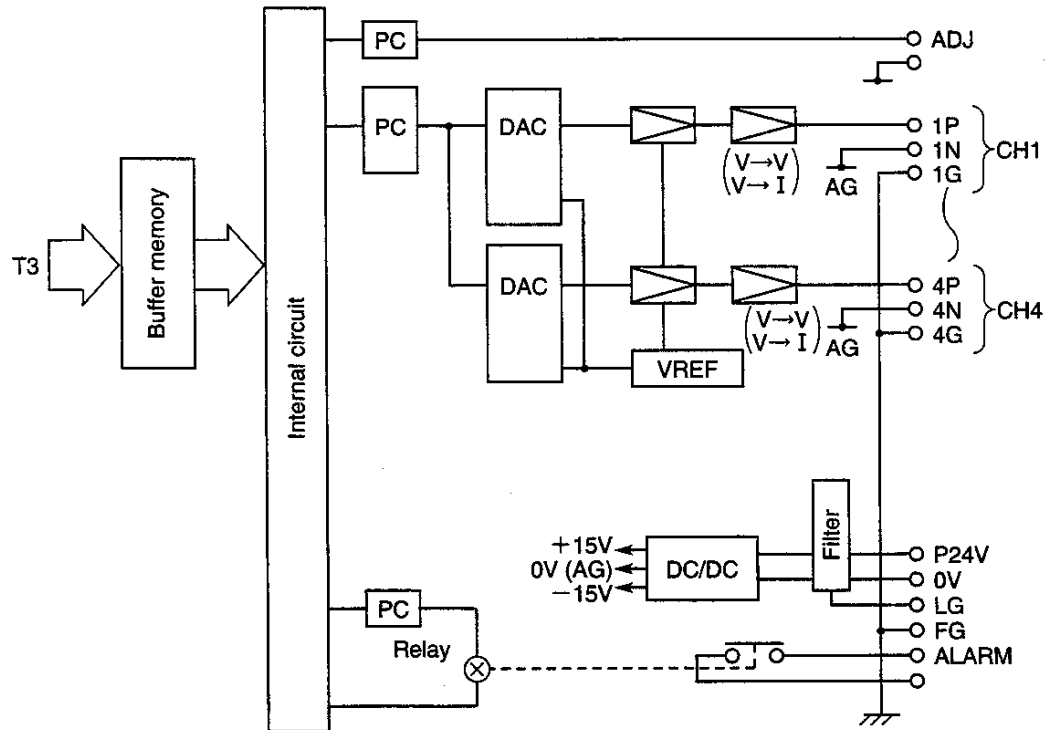 PC
ADJ
PC
DAC
1P
1N
1G
CH1
(V→V
V→I)
AG
T3
Buffer memory
Internal circuit
DAC
4P
4N
4G
CH4
(V→V
V→I)
AG
VREF
Filter
+15V
0V (AG)
−15V
DC/DC
P24V
0V
LG
FG
ALARM
PC
Relay